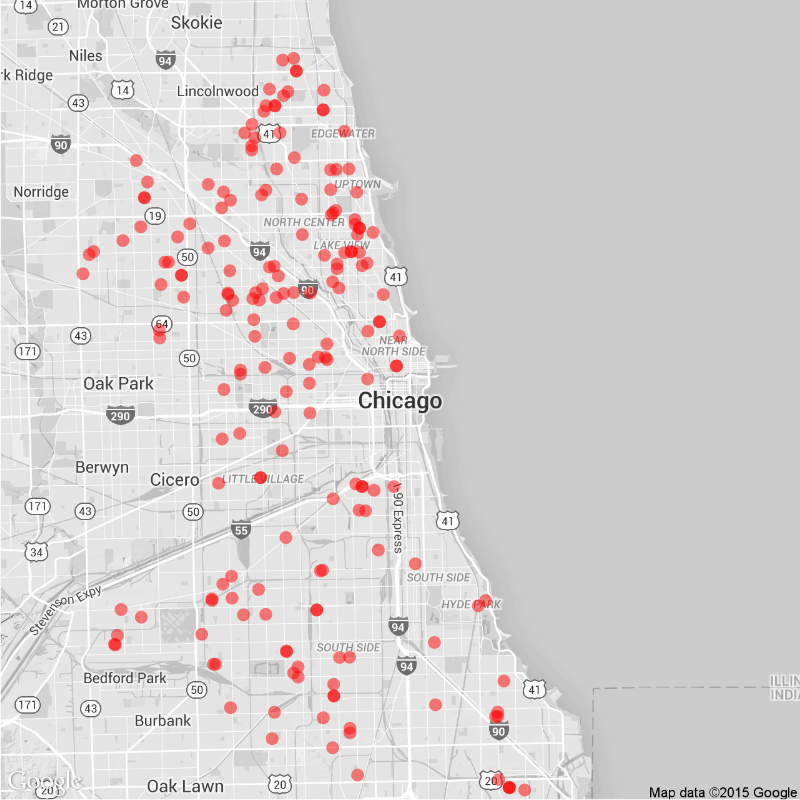 14
Morton Grove
21
Skokie
Niles
94
rk Ridge
14
Lincolnwood
43
41
EDGEWATER
90
Norridge
UPTOWN
19
NORTH CENTER
94
LAKE VIEW
50
41
90
64
43
NEAR
NORTH SIDE
171
50
Oak Park
290
290
Chicago
Berwyn
Cicero
LITTLE VILLAGE
171
43
50
I-90 Express
41
55
34
SOUTH SIDE
Stevenson Expy
HYDE PARK
94
SOUTH SIDE
94
Bedford Park
ILLIN
INDIA
50
41
171
43
Burbank
90
Google
20
Oak Lawn
20
20
Map data ©2015 Google